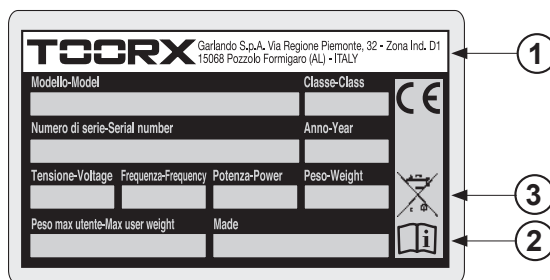 TOORX Garlando S.p.A. Via Regione Piemonte, 32 - Zona Ind. D1
15068 Pozzolo Formigaro (AL) - ITALY
1
Modello-Model Classe-Class
CE
Numero di serie-Serial number Anno-Year
Tensione-Voltage Frequenza-Frequency Potenza-Power Peso-Weight
3
Peso max utente-Max user weight Made
i
2